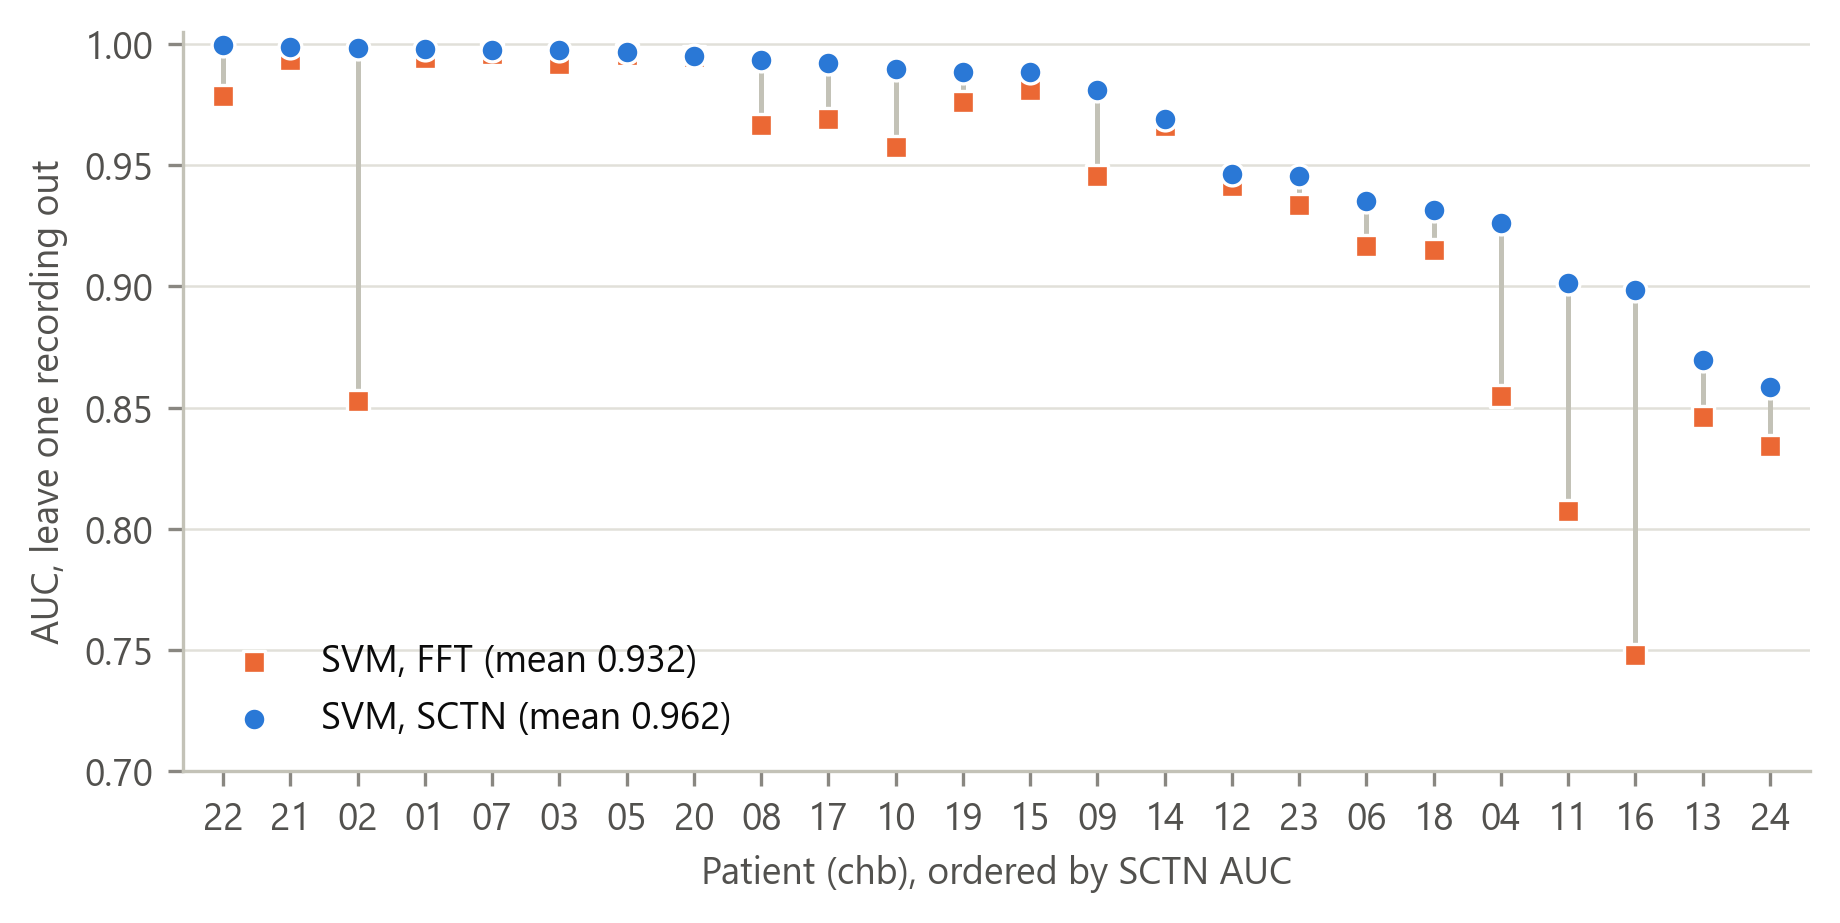 1.00
0.95
0.90
0.85
0.80
0.75
0.70
AUC, leave one recording out
SVM, FFT (mean 0.932)
SVM, SCTN (mean 0.962)
22 21 02 01 07 03 05 20 08 17 10 19 15 09 14 12 23 06 18 04 11 16 13 24
Patient (chb), ordered by SCTN AUC